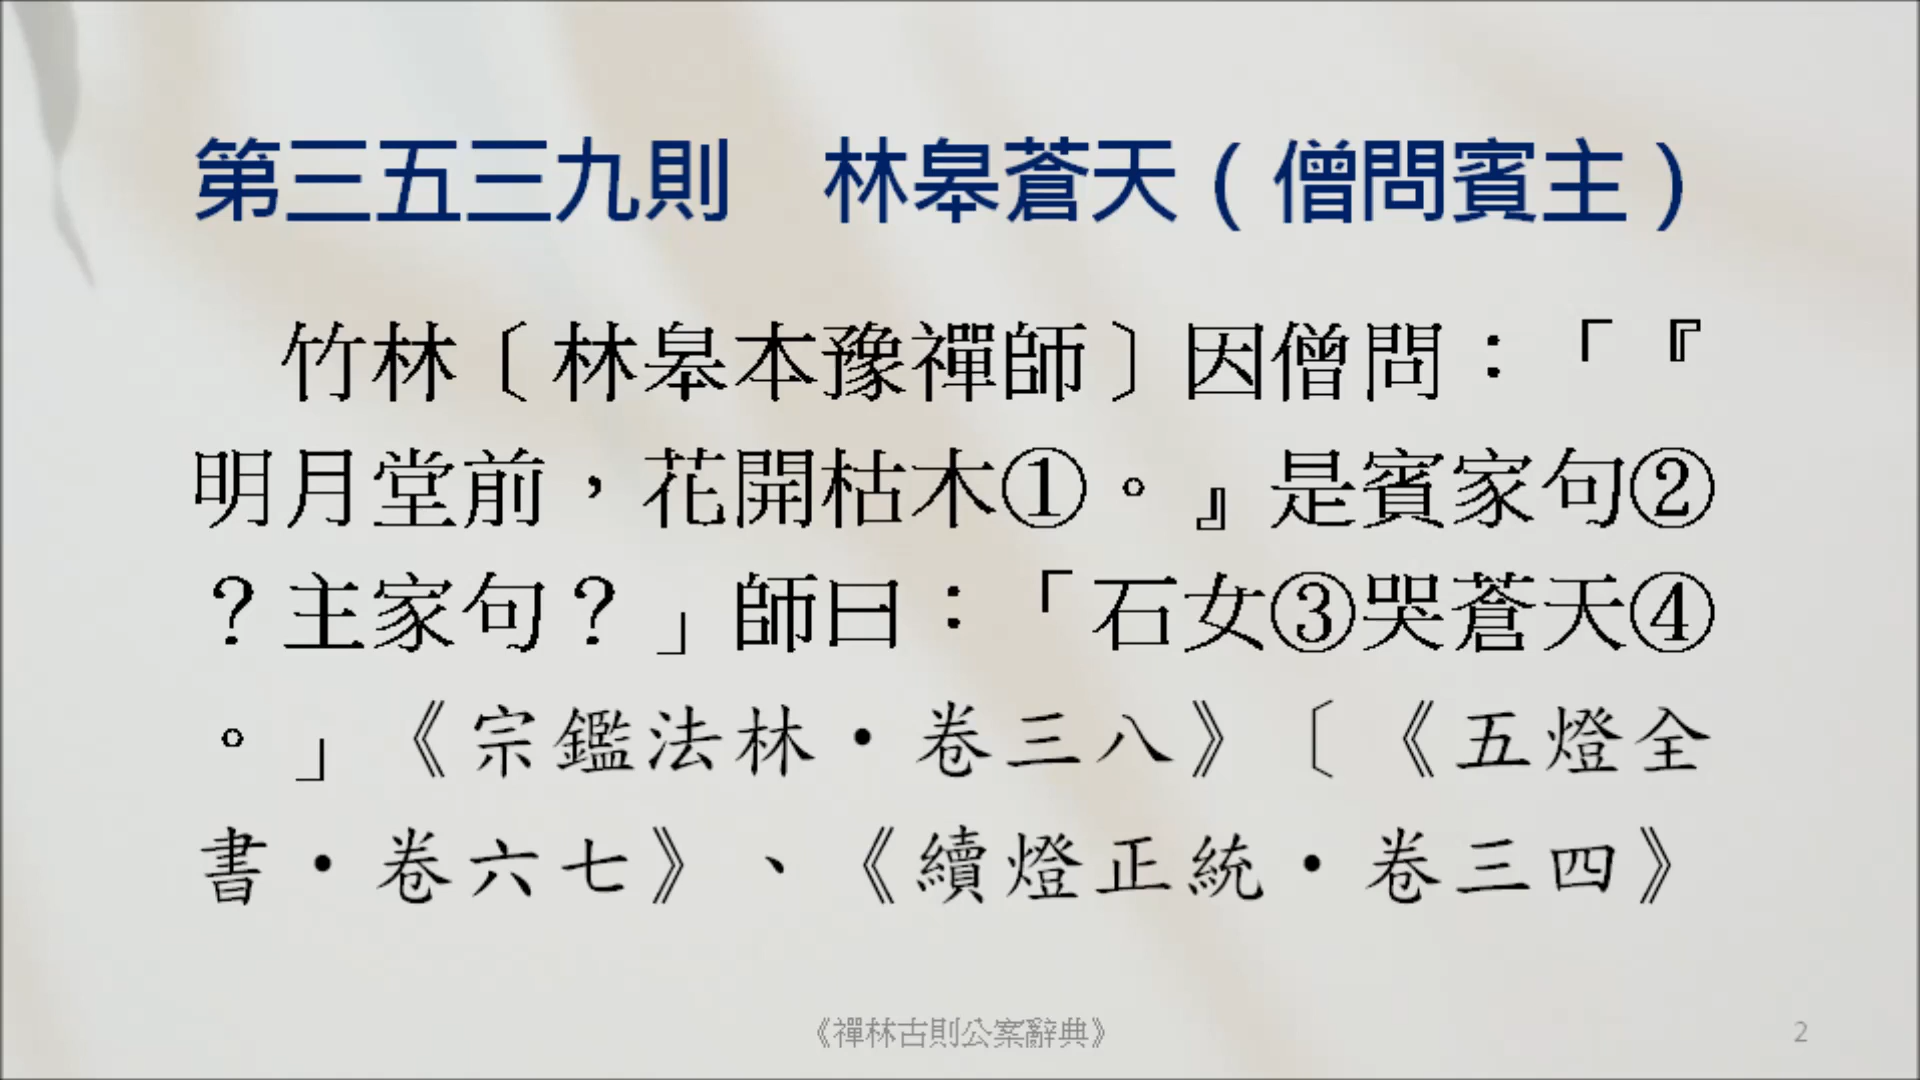 第三五三九則　林皋蒼天（僧問賓主）
竹林〔林皋本豫禪師〕因僧問：「『
明月堂前，花開枯木①。』是賓家句②
？主家句？」師曰：「石女③哭蒼天④
。」《宗鑑法林·卷三八》〔《五燈全
書·卷六七》、《續燈正統·卷三四》
《禪林古則公案辭典》
2